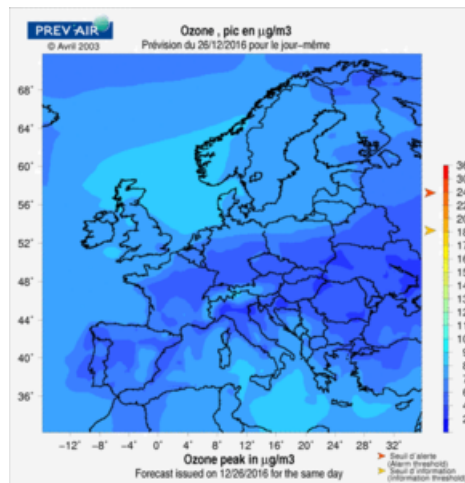 PREV'AIR
© Avril 2003
Ozone , pic en µg/m3
Prévision du 26/12/2016 pour le jour-même
68°
64°
60°
56°
52°
48°
44°
40°
36°
−12° −8° −4° 0° 4° 8° 12° 16° 20° 24° 28° 32°
Ozone peak in µg/m3
Forecast issued on 12/26/2016 for the same day
Seuil d'alerte
(Alarm threshold)
Seuil d'information
(Information threshold)